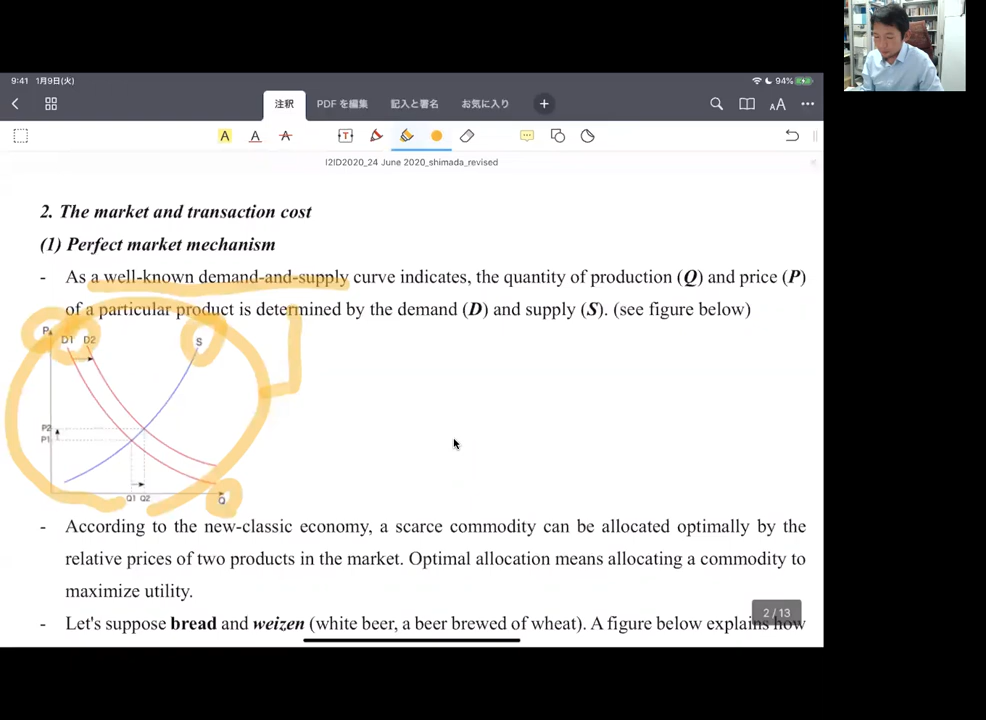 9:41 1月9日(火)
94%
注釈 PDF を編集 記入と署名 お気に入り
I2ID2020_24 June 2020_shimada_revised
2. The market and transaction cost
(1) Perfect market mechanism
- As a well-known demand-and-supply curve indicates, the quantity of production (Q) and price (P)
of a particular product is determined by the demand (D) and supply (S). (see figure below)
P
D1 D2 S
P2
P1
Q1 Q2 Q
- According to the new-classic economy, a scarce commodity can be allocated optimally by the
relative prices of two products in the market. Optimal allocation means allocating a commodity to
maximize utility.
2 / 13
- Let's suppose bread and weizen (white beer, a beer brewed of wheat). A figure below explains how